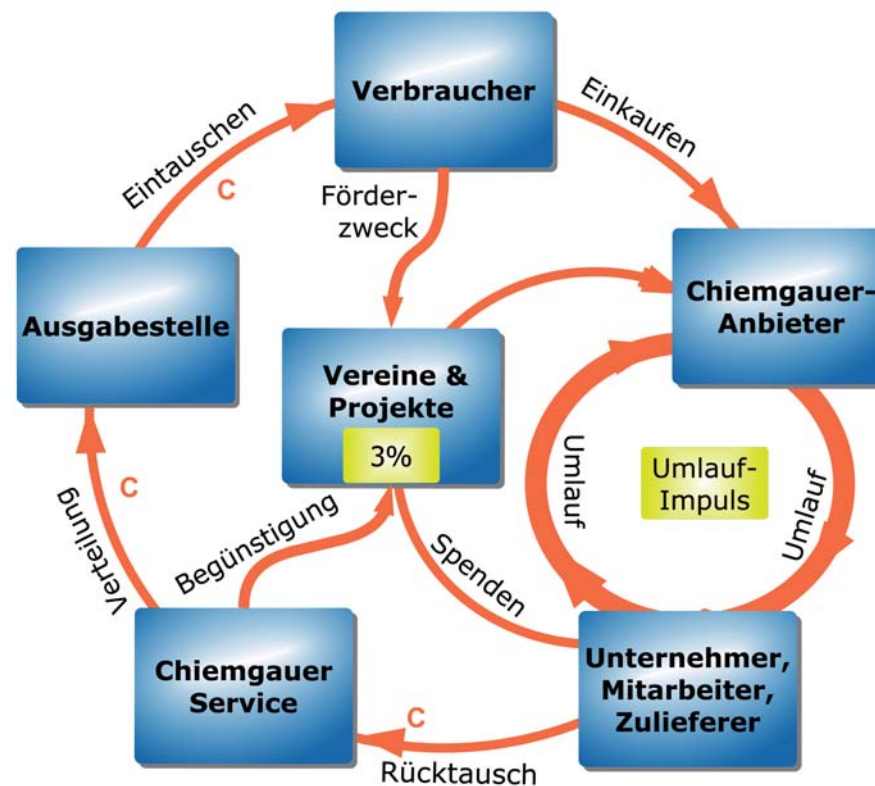 Verbraucher
Einkaufen
Eintauschen
C
Förder-
zweck
Chiemgauer-
Anbieter
Ausgabestelle
Vereine &
Projekte
3%
Umlauf
Umlauf-
Impuls
Umlauf
C
Verteilung
Begünstigung
Spenden
Chiemgauer
Service
Unternehmer,
Mitarbeiter,
Zulieferer
C
Rücktausch